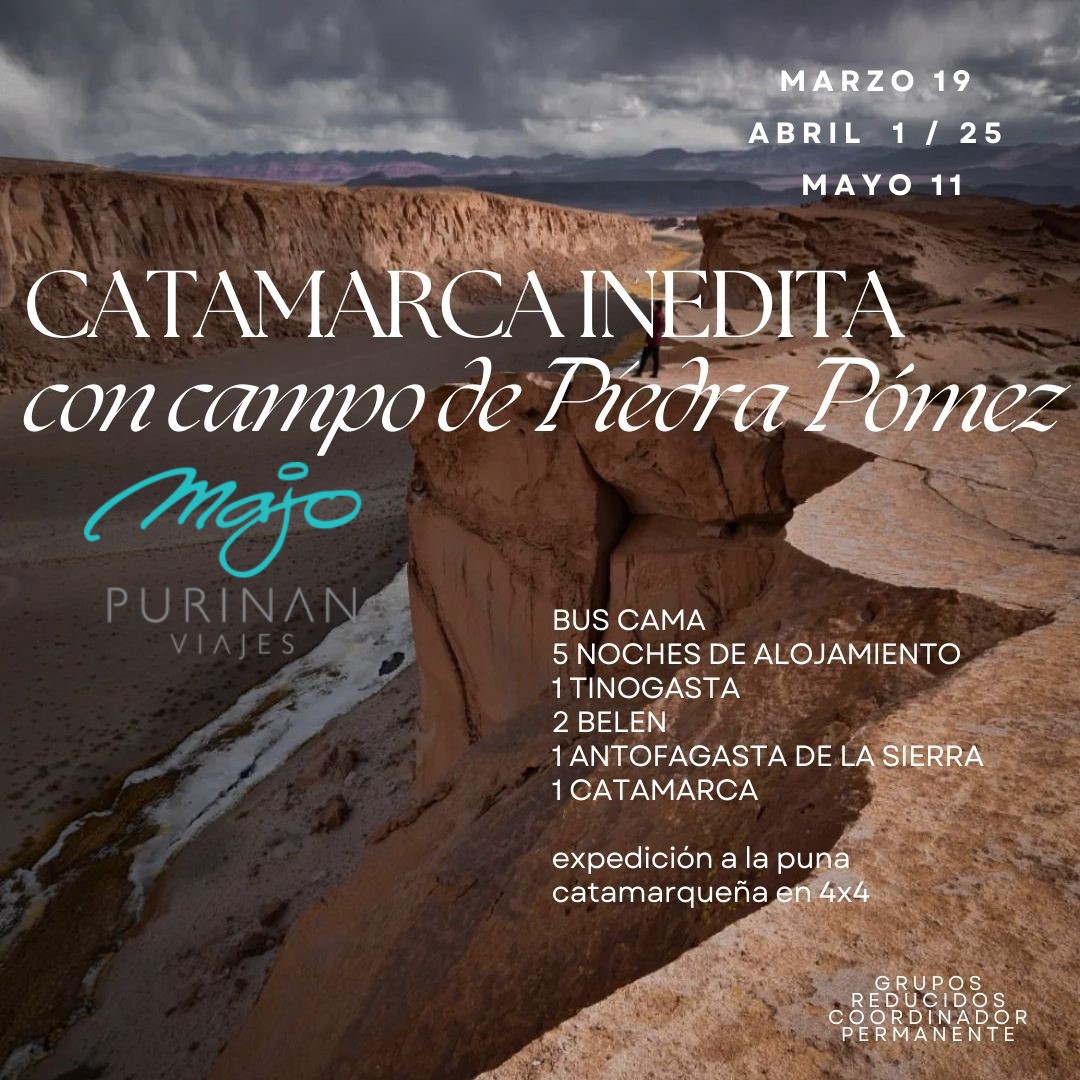 MARZO 19
ABRIL 1 / 25
MAYO 11
CATAMARCA INEDITA
con campo de Piedra Pómez
majo
PURINAN
VIAJES
BUS CAMA
5 NOCHES DE ALOJAMIENTO
1 TINOGASTA
2 BELEN
1 ANTOFAGASTA DE LA SIERRA
1 CATAMARCA
expedición a la puna
catamarqueña en 4x4
GRUPOS
REDUCIDOS
COORDINADOR
PERMANENTE